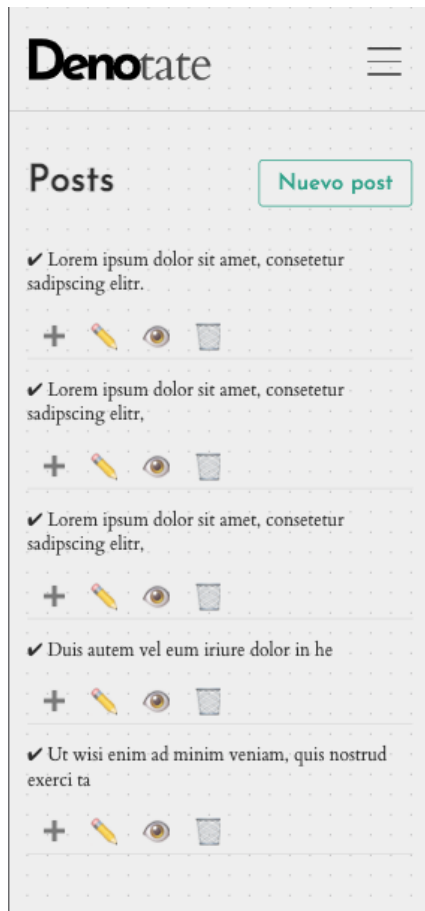 Denotate
Posts
Nuevo post
✔ Lorem ipsum dolor sit amet, consetetur
sadipscing elitr.
✔ Lorem ipsum dolor sit amet, consetetur
sadipscing elitr,
✔ Lorem ipsum dolor sit amet, consetetur
sadipscing elitr,
✔ Duis autem vel eum iriure dolor in he
✔ Ut wisi enim ad minim veniam, quis nostrud
exerci ta